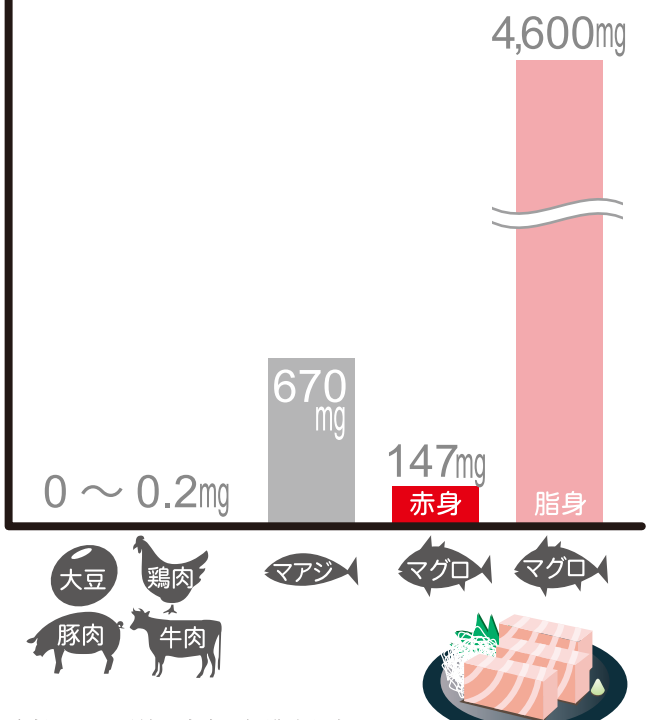 4,600mg
670
mg
147mg
0 〜 0.2mg
赤身
脂身
大豆
鶏肉
マアジ
マグロ
マグロ
豚肉
牛肉